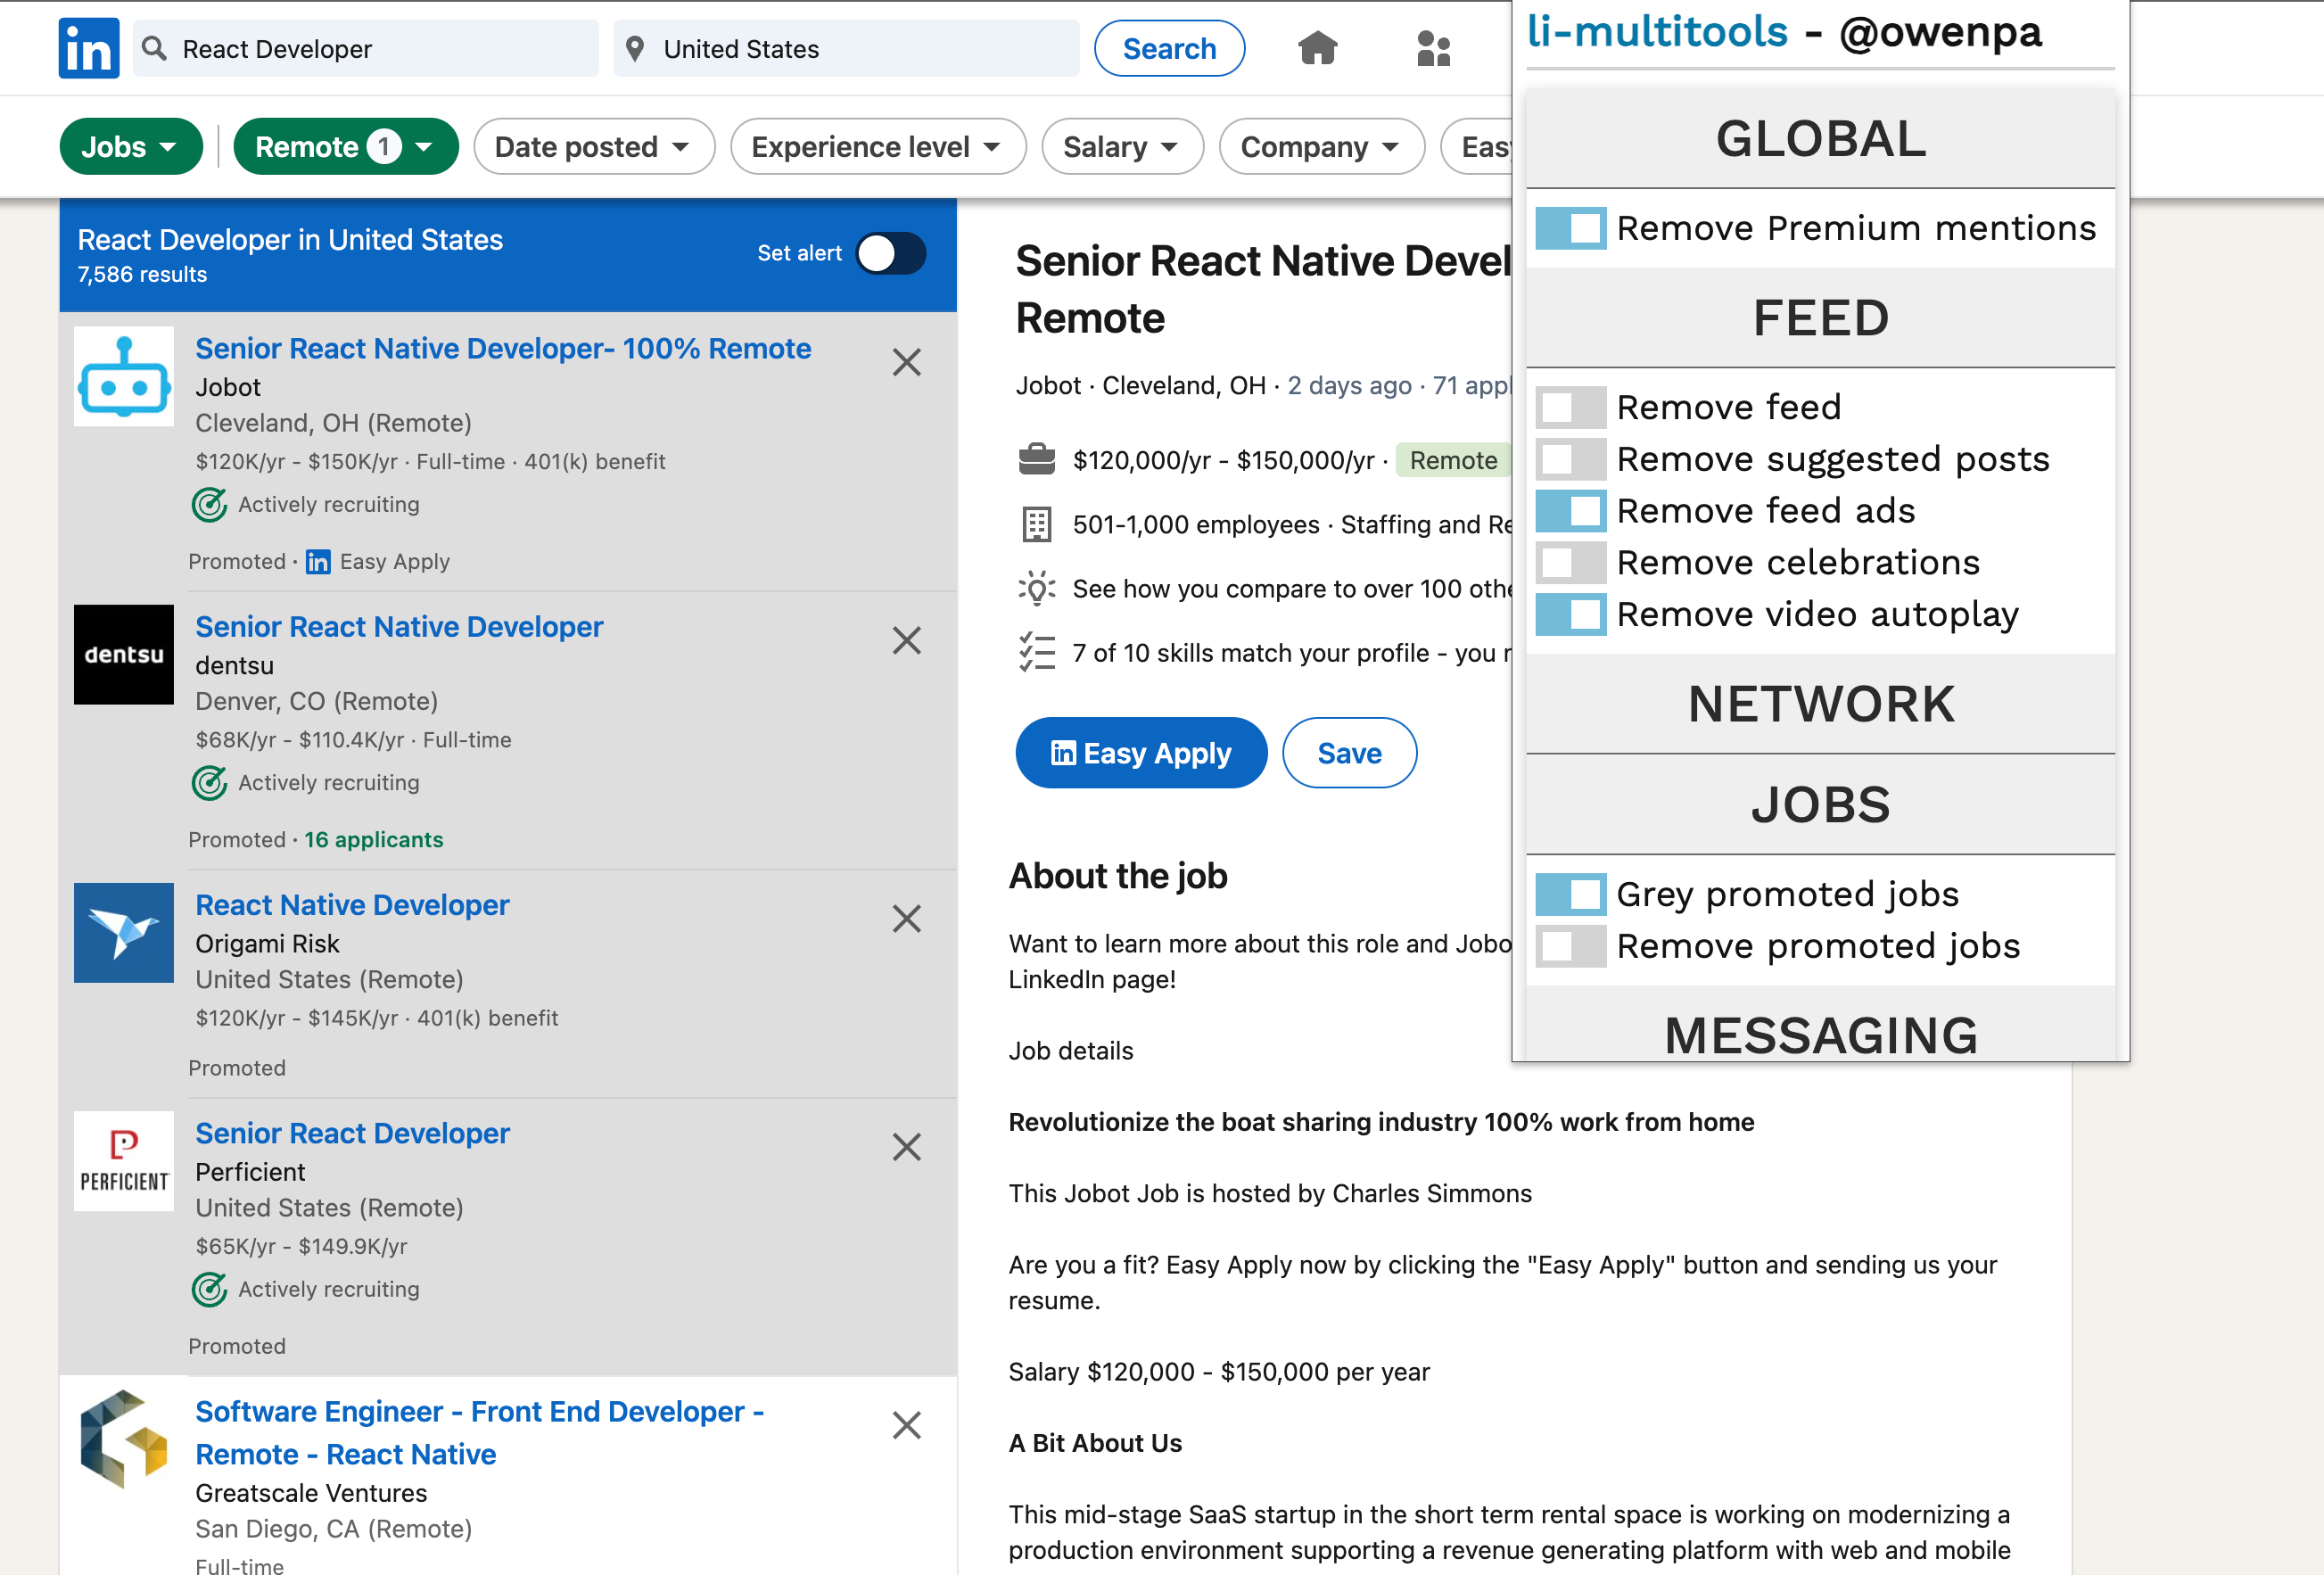 in
React Developer
United States
Search
Jobs
Remote 1
Date posted
Experience level
Salary
Company
React Developer in United States
7,586 results
Set alert
Senior React Native Developer- 100% Remote
Jobot
Cleveland, OH (Remote)
$120K/yr - $150K/yr · Full-time · 401(k) benefit
Actively recruiting
Promoted · in Easy Apply
dentsu
Senior React Native Developer
dentsu
Denver, CO (Remote)
$68K/yr - $110.4K/yr · Full-time
Actively recruiting
Promoted · 16 applicants
React Native Developer
Origami Risk
United States (Remote)
$120K/yr - $145K/yr · 401(k) benefit
Promoted
PERFICIENT
Senior React Developer
Perficient
United States (Remote)
$65K/yr - $149.9K/yr
Actively recruiting
Promoted
Software Engineer - Front End Developer -
Remote - React Native
Greatscale Ventures
San Diego, CA (Remote)
Full-time
Senior React Native
Remote
Jobot · Cleveland, OH · 2 days ago · 71
$120,000/yr - $150,000/yr · Remote
501-1,000 employees · Staffing and
See how you compare to over 100
7 of 10 skills match your profile - you
in Easy Apply
Save
About the job
Want to learn more about this role and
LinkedIn page!
Job details
Revolutionize the boat sharing industry 100% work from home
This Jobot Job is hosted by Charles Simmons
Are you a fit? Easy Apply now by clicking the "Easy Apply" button and sending us your
resume.
Salary $120,000 - $150,000 per year
A Bit About Us
This mid-stage SaaS startup in the short term rental space is working on modernizing a
production environment supporting a revenue generating platform with web and mobile
li-multitools - @owenpa
GLOBAL
Remove Premium mentions
FEED
Remove feed
Remove suggested posts
Remove feed ads
Remove celebrations
Remove video autoplay
NETWORK
JOBS
Grey promoted jobs
Remove promoted jobs
MESSAGING